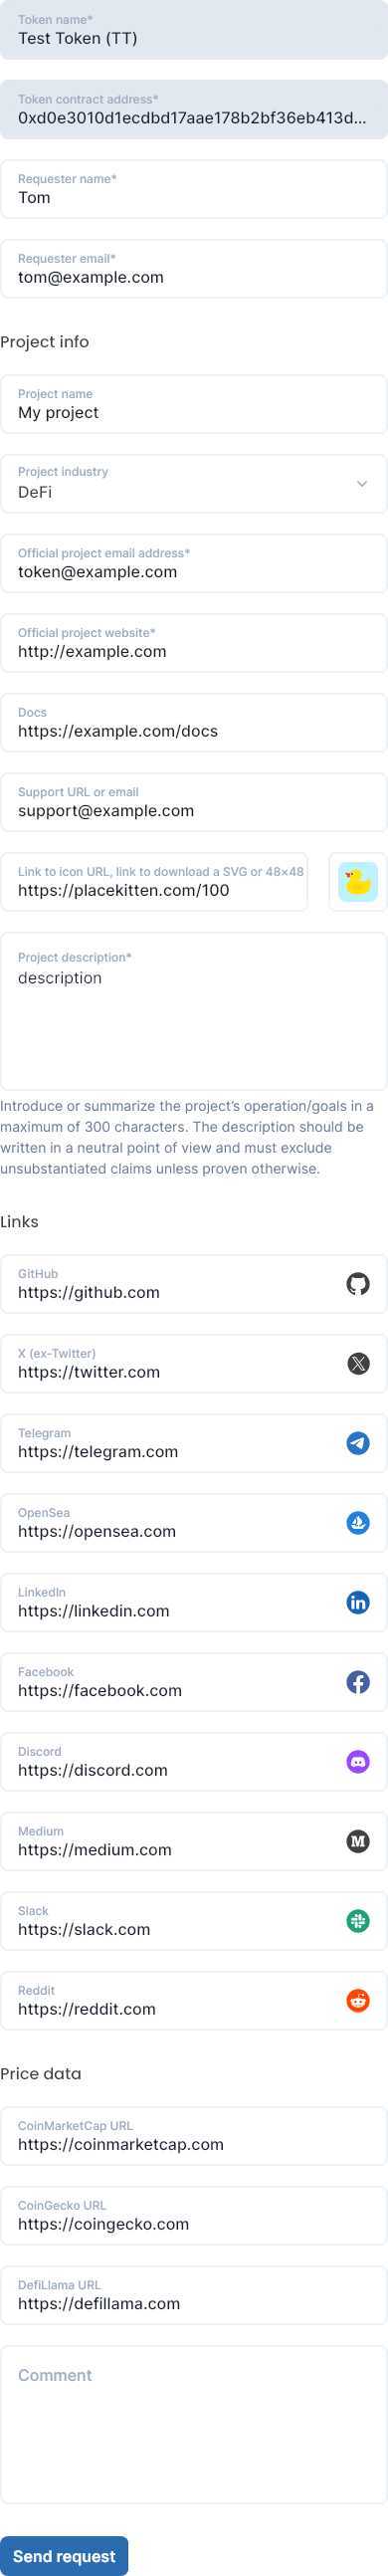 Token name*
Test Token (TT)
Token contract address*
0xd0e3010d1ecdbd17aae178b2bf36eb413d...
Requester name*
Tom
Requester email*
tom@example.com
Project info
Project name
My project
Project industry
DeFi
Official project email address*
token@example.com
Official project website*
http://example.com
Docs
https://example.com/docs
Support URL or email
support@example.com
Link to icon URL, link to download a SVG or 48×48
https://placekitten.com/100
Project description*
description
Introduce or summarize the project’s operation/goals in a
maximum of 300 characters. The description should be
written in a neutral point of view and must exclude
unsubstantiated claims unless proven otherwise.
Links
GitHub
https://github.com
X (ex-Twitter)
https://twitter.com
Telegram
https://telegram.com
OpenSea
https://opensea.com
LinkedIn
https://linkedin.com
Facebook
https://facebook.com
Discord
https://discord.com
Medium
https://medium.com
Slack
https://slack.com
Reddit
https://reddit.com
Price data
CoinMarketCap URL
https://coinmarketcap.com
CoinGecko URL
https://coingecko.com
DefiLlama URL
https://defillama.com
Comment
Send request